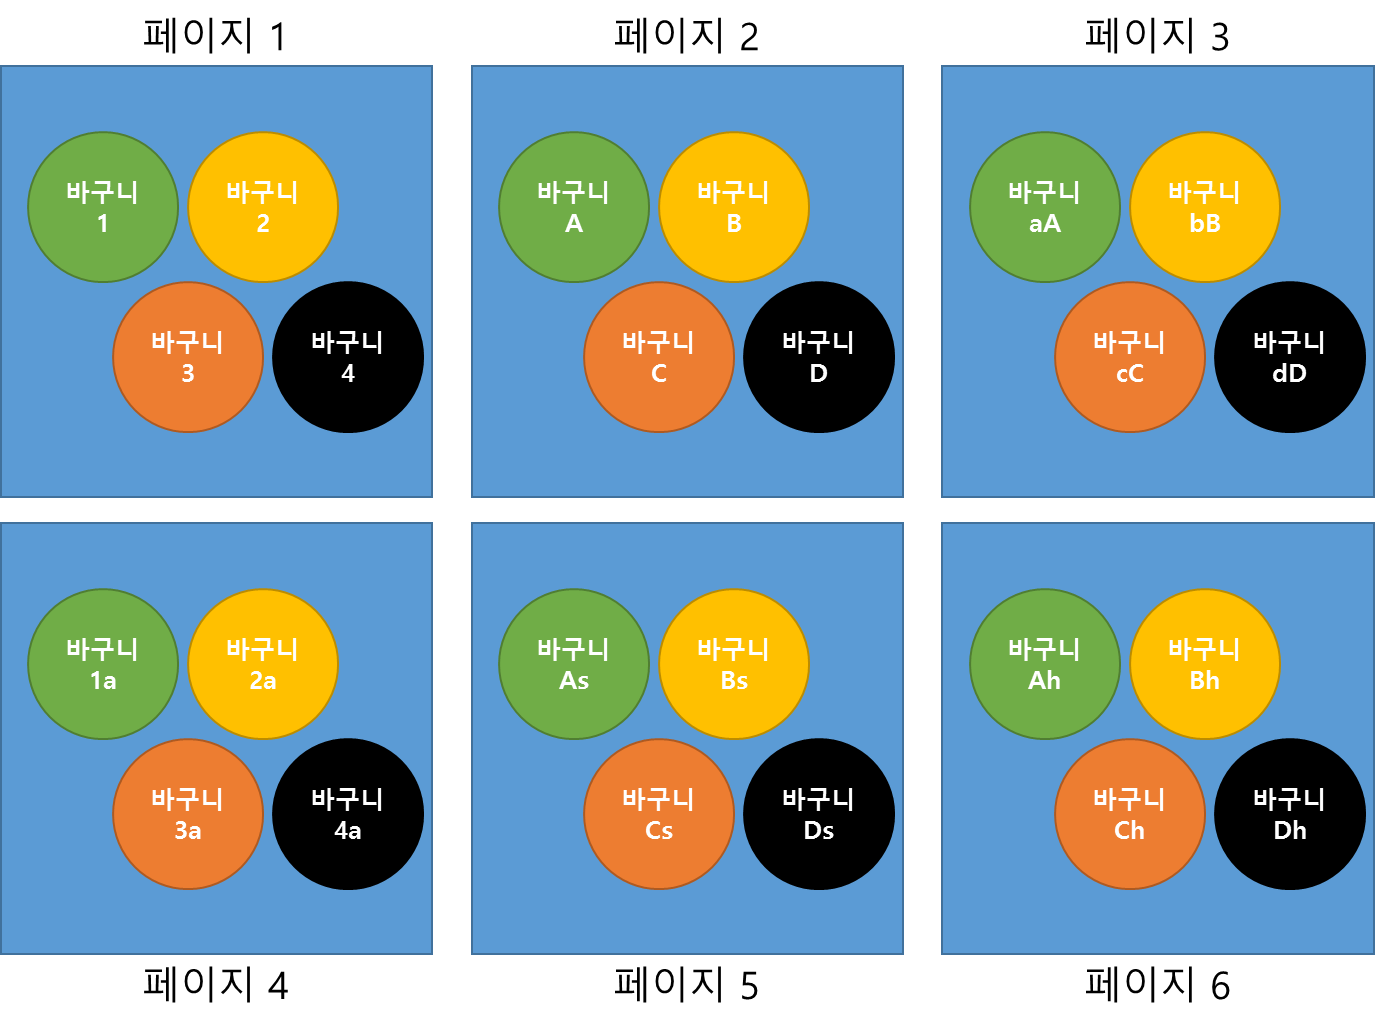 페이지 1
바구니
1
바구니
2
바구니
3
바구니
4
페이지 2
바구니
A
바구니
B
바구니
C
바구니
D
페이지 3
바구니
aA
바구니
bB
바구니
cC
바구니
dD
바구니
1a
바구니
2a
바구니
3a
바구니
4a
페이지 4
바구니
As
바구니
Bs
바구니
Cs
바구니
Ds
페이지 5
바구니
Ah
바구니
Bh
바구니
Ch
바구니
Dh
페이지 6